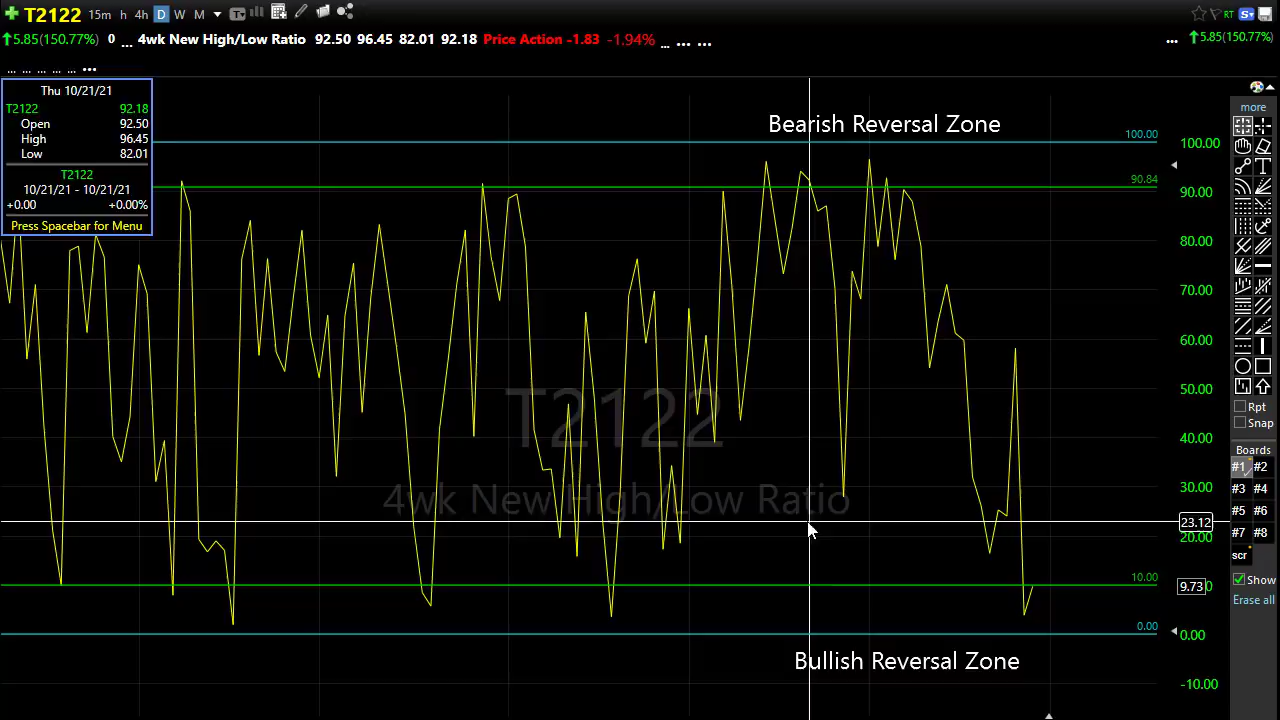 T2122 15m h 4h D W M T
RT S
5.85(150.77%) 0 ... 4wk New High/Low Ratio 92.50 96.45 82.01 92.18 Price Action -1.83 -1.94% ... ... ...
... 5.85(150.77%)
... ... ... ... ... ...
Thu 10/21/21
T2122 92.18
Open 92.50
High 96.45
Low 82.01
T2122
10/21/21 - 10/21/21
+0.00 +0.00%
Press Spacebar for Menu
Bearish Reversal Zone
100.00
90.84
T2122
4wk New High/Low Ratio
10.00
0.00
Bullish Reversal Zone
100.00
90.00
80.00
70.00
60.00
50.00
40.00
30.00
23.12
20.00
9.73
0.00
-10.00
more
T
Rpt
Snap
Boards
#1 #2
#3 #4
#5 #6
#7 #8
scr
Show
Erase all